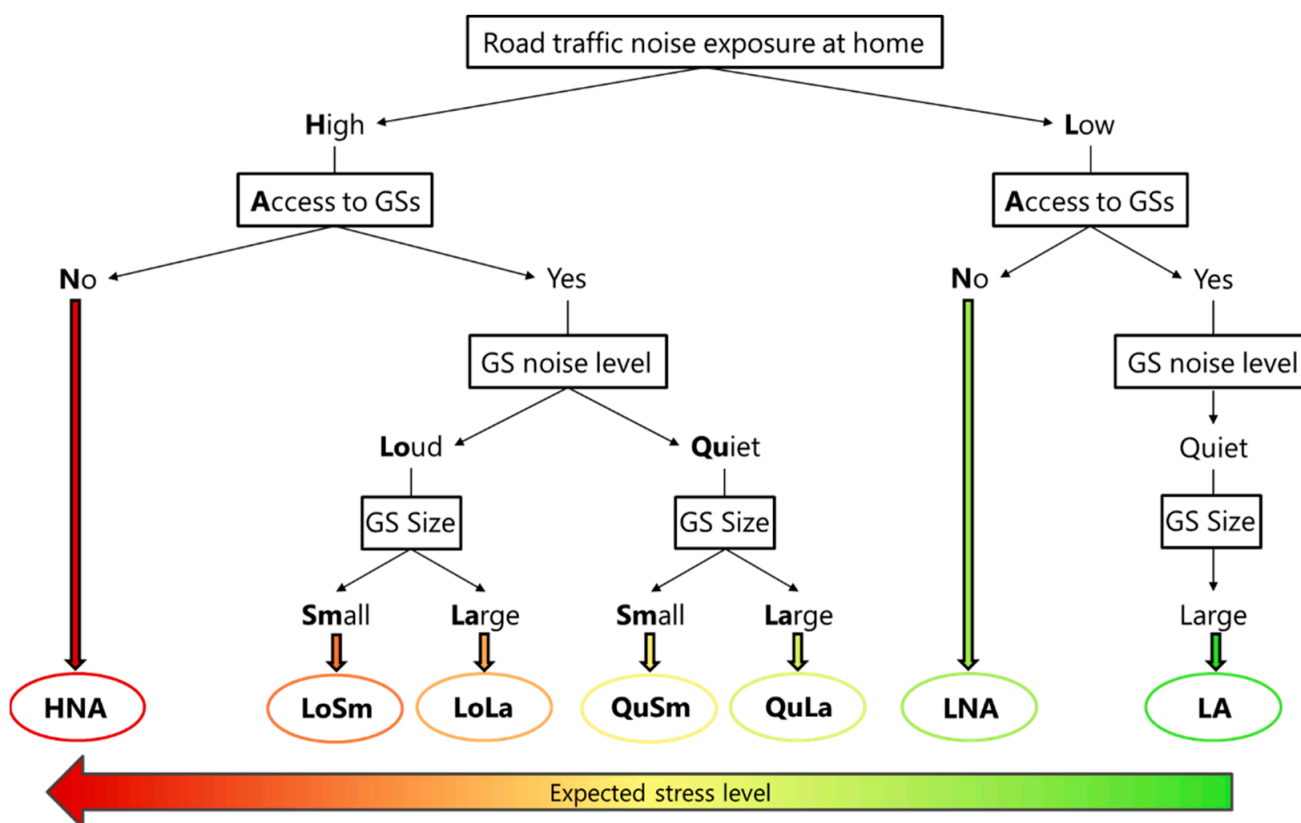 Road traffic noise exposure at home
High
Low
Access to GSs
Access to GSs
No
Yes
No
Yes
GS noise level
GS noise level
Loud
Quiet
Quiet
GS Size
GS Size
GS Size
Small
Large
Small
Large
Large
HNA
LoSm
LoLa
QuSm
QuLa
LNA
LA
Expected stress level